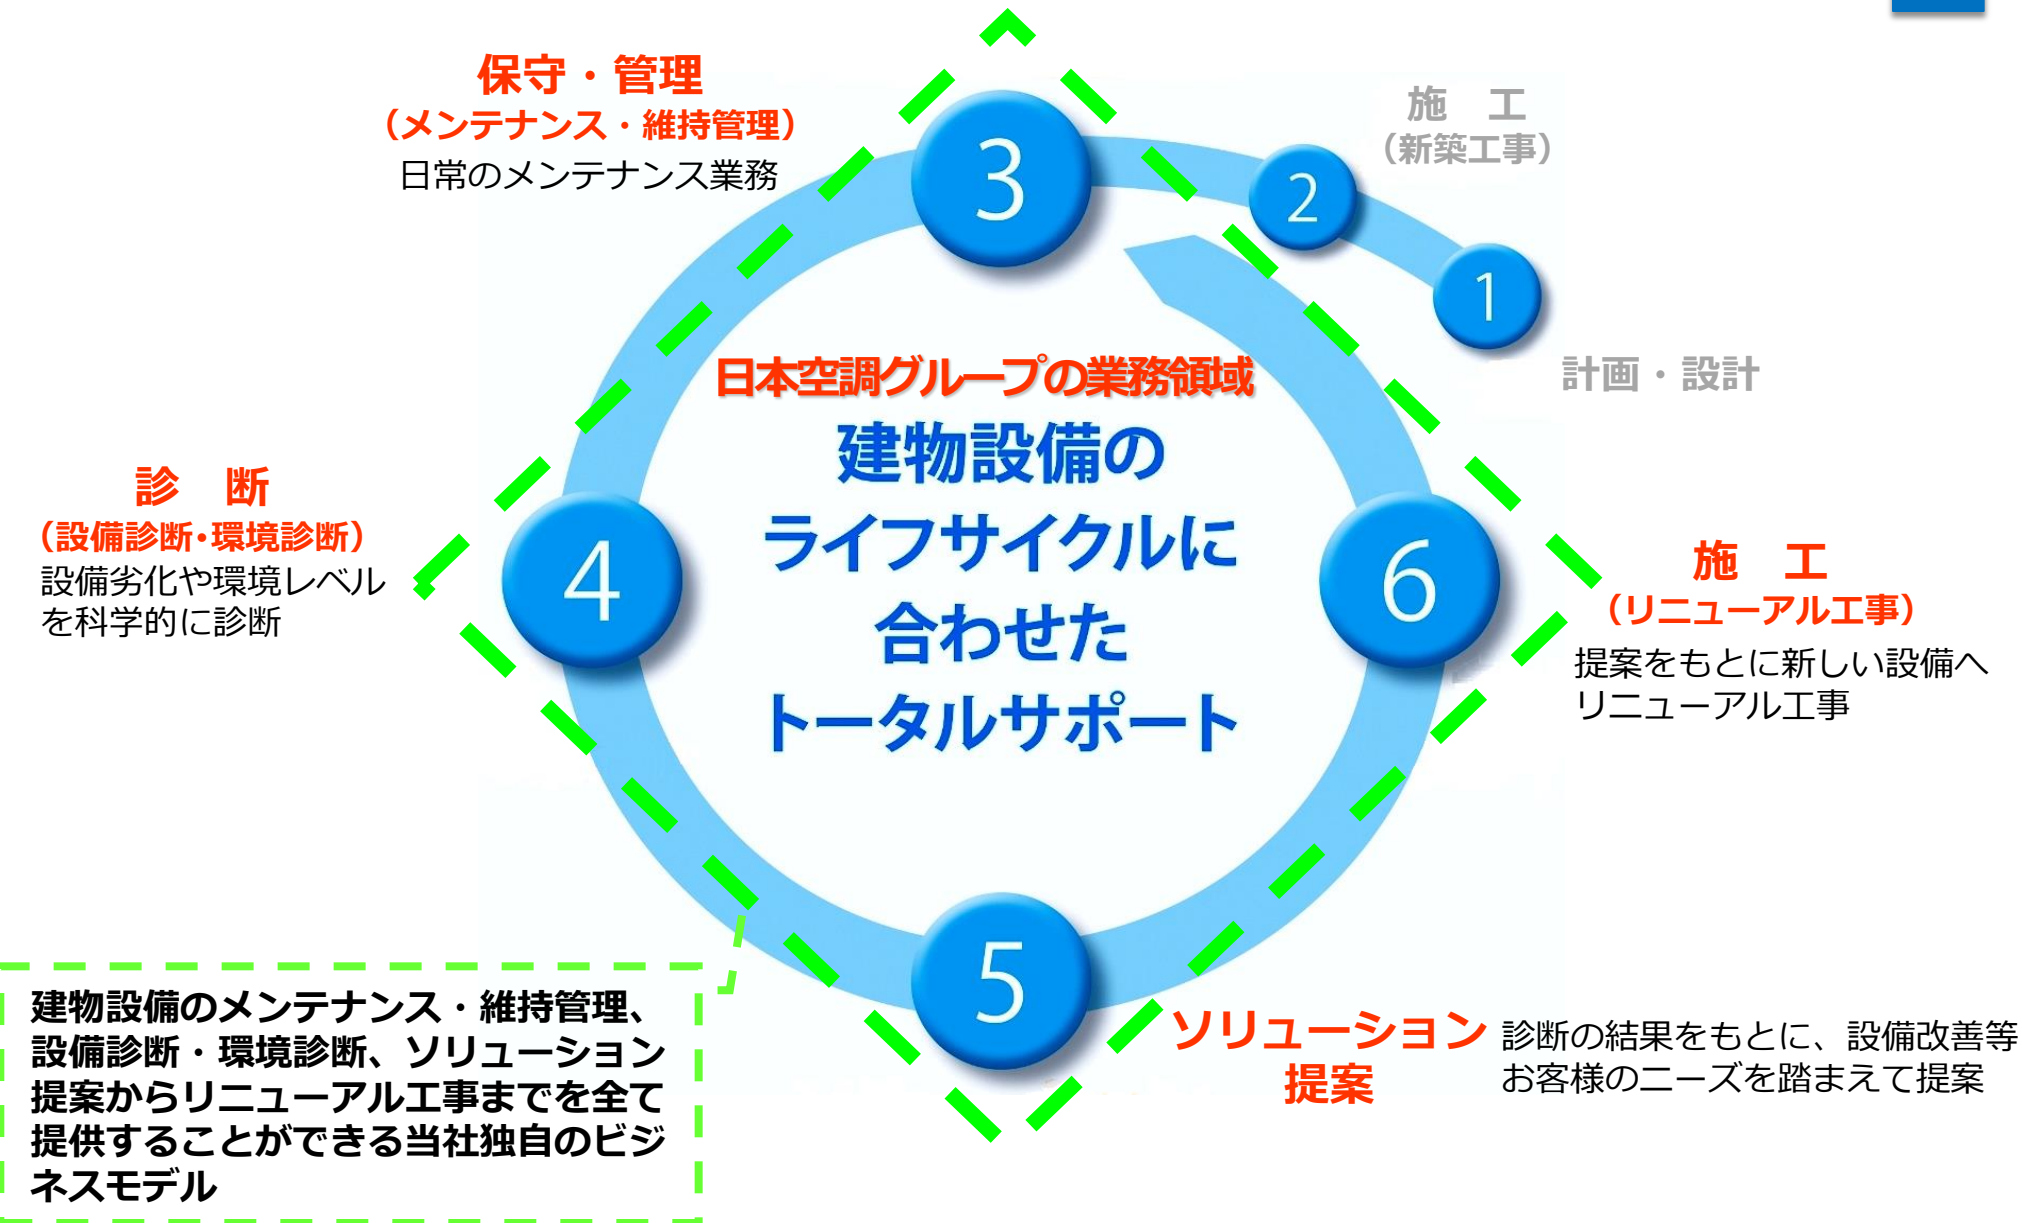 保守・管理
（メンテナンス・維持管理）
日常のメンテナンス業務
3
施　工
（新築工事）
2
1
計画・設計
日本空調グループの業務領域
建物設備の
ライフサイクルに
合わせた
トータルサポート
診　断
（設備診断・環境診断）
設備劣化や環境レベル
を科学的に診断
4
6
施　工
（リニューアル工事）
提案をもとに新しい設備へ
リニューアル工事
5
ソリューション
提案
診断の結果をもとに、設備改善等
お客様のニーズを踏まえて提案
建物設備のメンテナンス・維持管理、
設備診断・環境診断、ソリューション
提案からリニューアル工事までを全て
提供することができる当社独自のビジ
ネスモデル